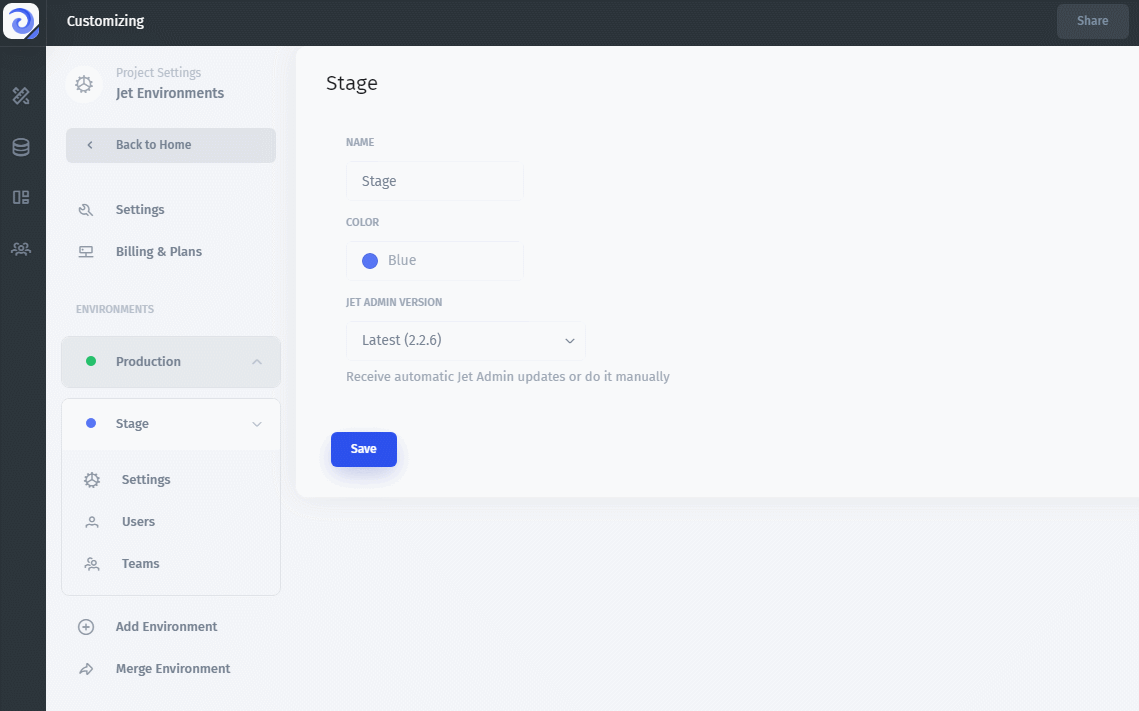 Customizing
Share
Project Settings
Jet Environments
Back to Home
Settings
Billing & Plans
ENVIRONMENTS
Production
Stage
Settings
Users
Teams
Add Environment
Merge Environment
Stage
NAME
Stage
COLOR
Blue
JET ADMIN VERSION
Latest (2.2.6)
Receive automatic Jet Admin updates or do it manually
Save